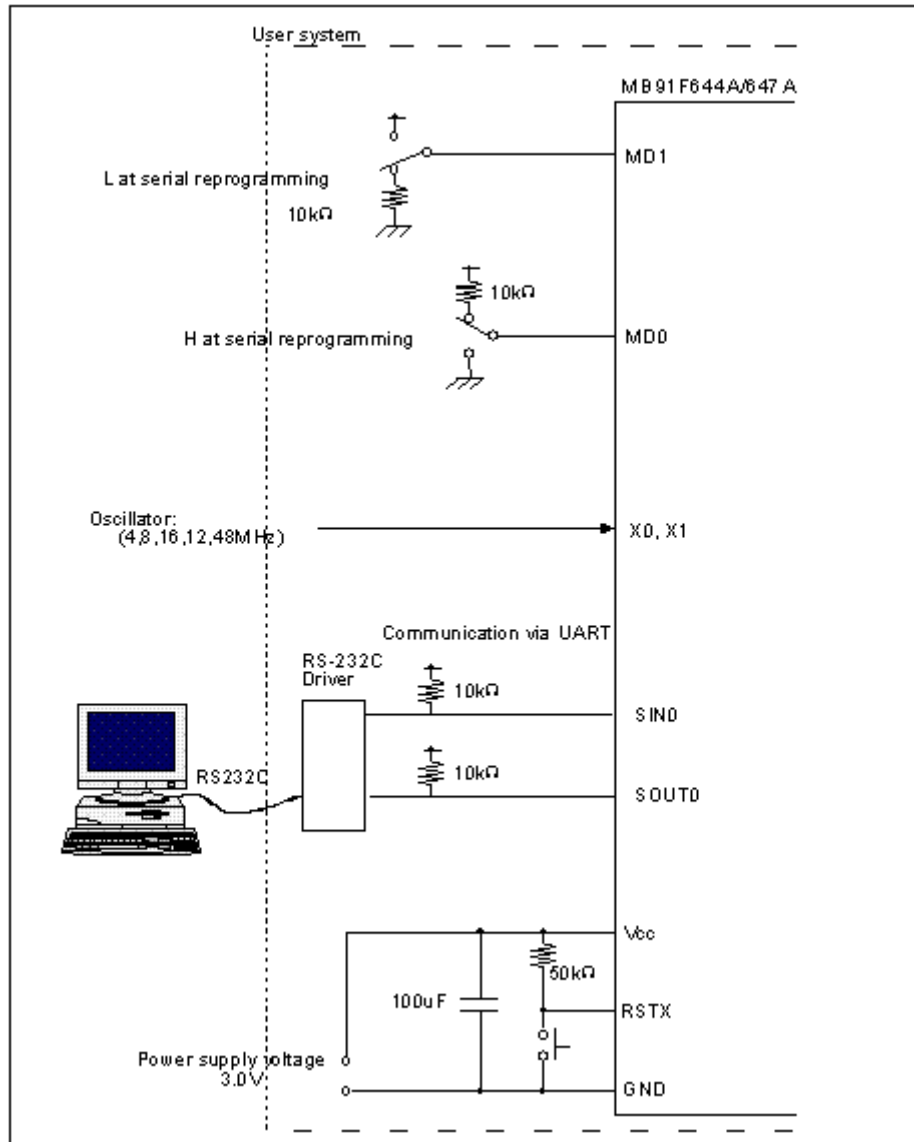 User system
MB91F644A/647A
MD1
L at serial reprogramming
10kΩ
10kΩ
H at serial reprogramming
MD0
Oscillator:
(4,8,16,12,48MHz)
X0, X1
Communication via UART
RS-232C
Driver
10kΩ
SIN0
RS232C
10kΩ
SOUT0
Vcc
50kΩ
100uF
RSTX
Power supply voltage
3.0V
GND